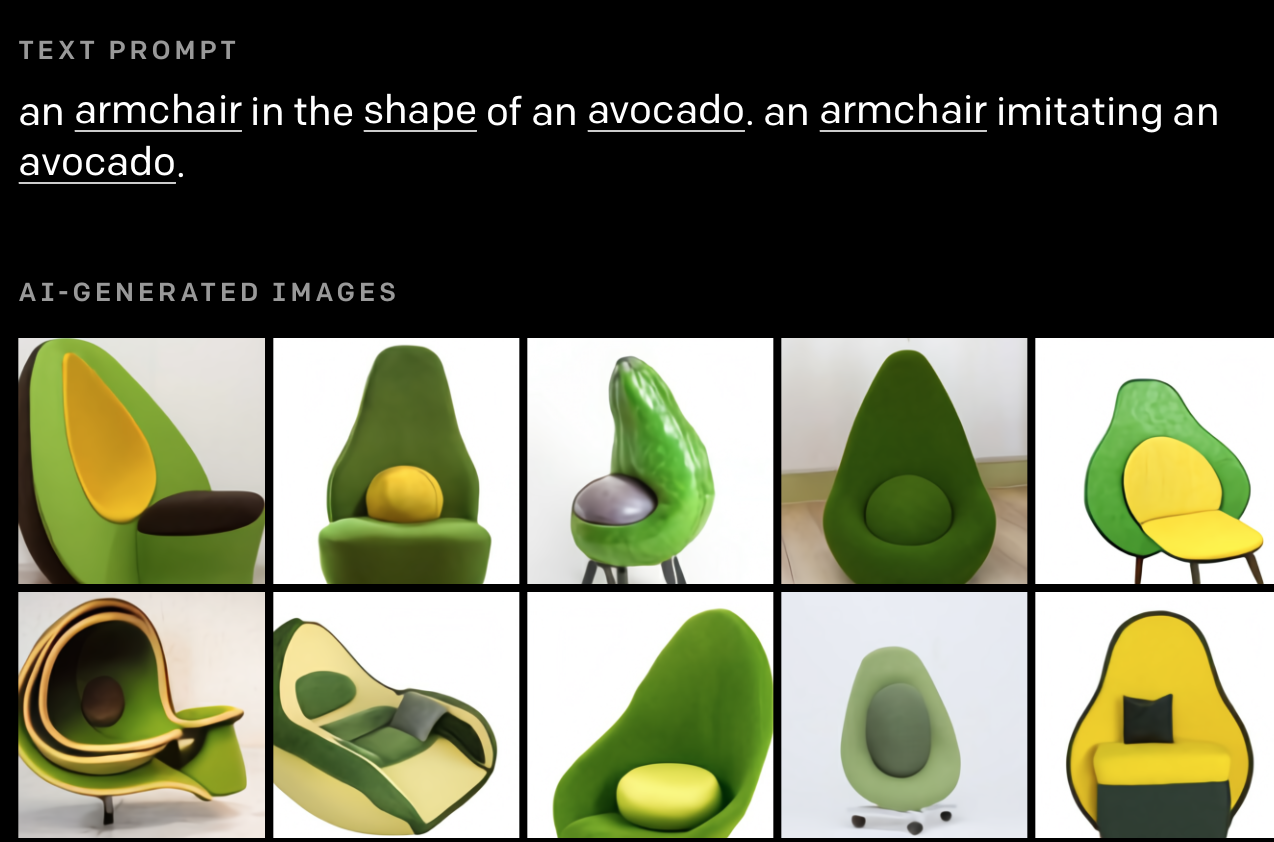 TEXT PROMPT
an armchair in the shape of an avocado. an armchair imitating an
avocado.
AI-GENERATED IMAGES